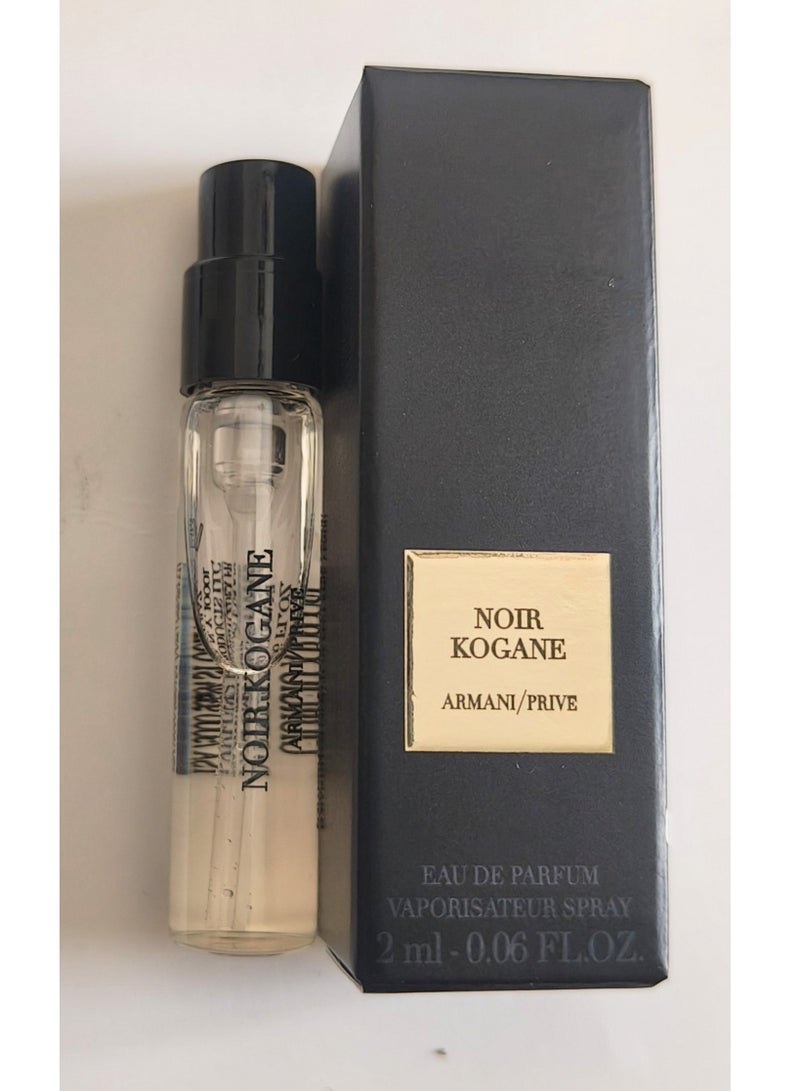 NOIR KOGANE
ARMANI/PRIVE
NOIR
KOGANE
ARMANI/PRIVE
EAU DE PARFUM
VAPORISATEUR SPRAY
2 ml - 0.06 FL.OZ.